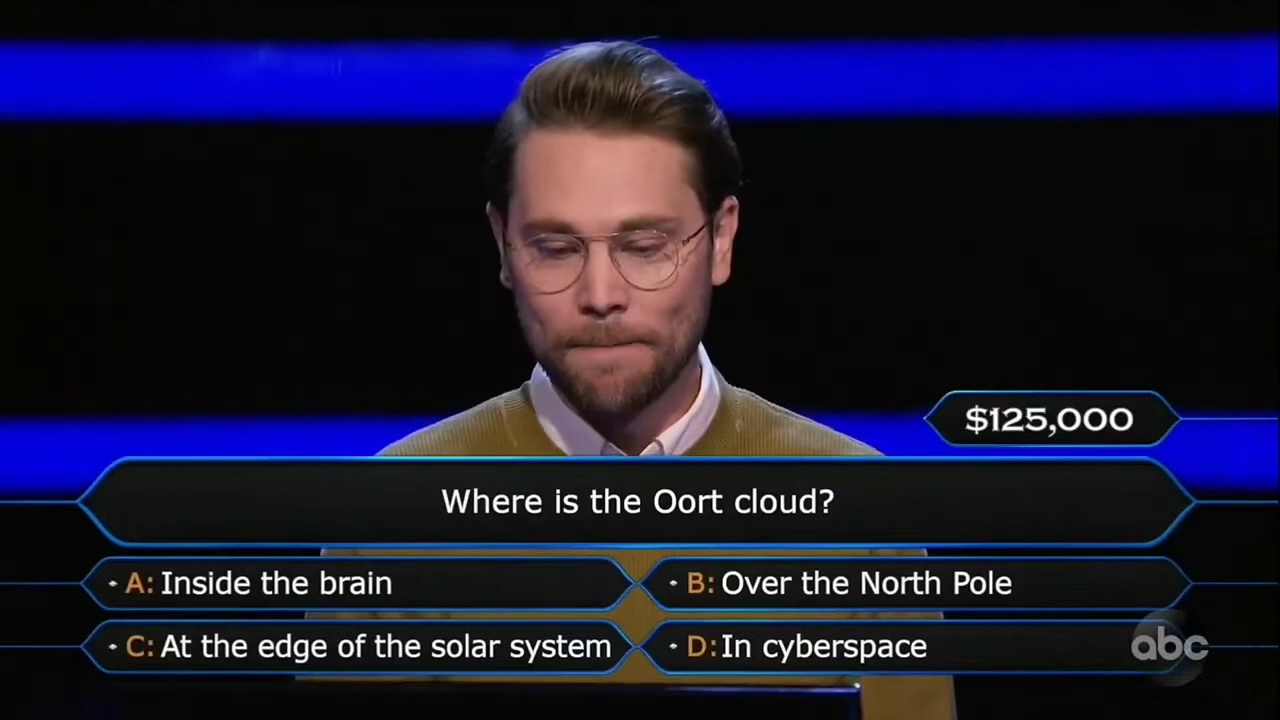 $125,000
Where is the Oort cloud?
A: Inside the brain
B: Over the North Pole
C: At the edge of the solar system
D: In cyberspace
abc